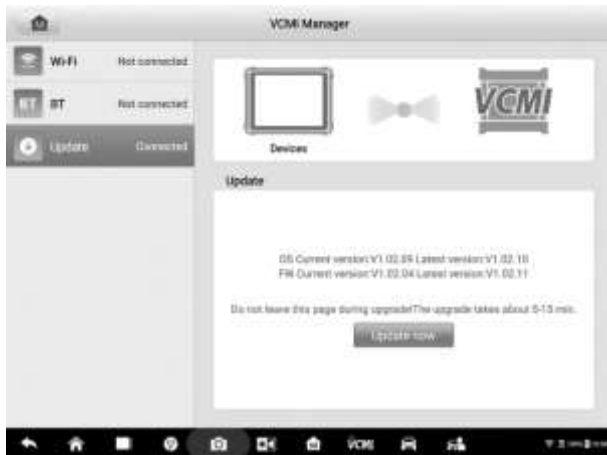 VCMI Manager
Wi-Fi Not connected
BT BT Not connected
Update Connected
VCMI
Devices
Update
OS Current version:V1.02.09 Latest version:V1.02.10
FW Current version:V1.02.04 Latest version:V1.02.11
Do not leave this page during upgrade!The upgrade takes about 5-15 min.
Update now
VCMI